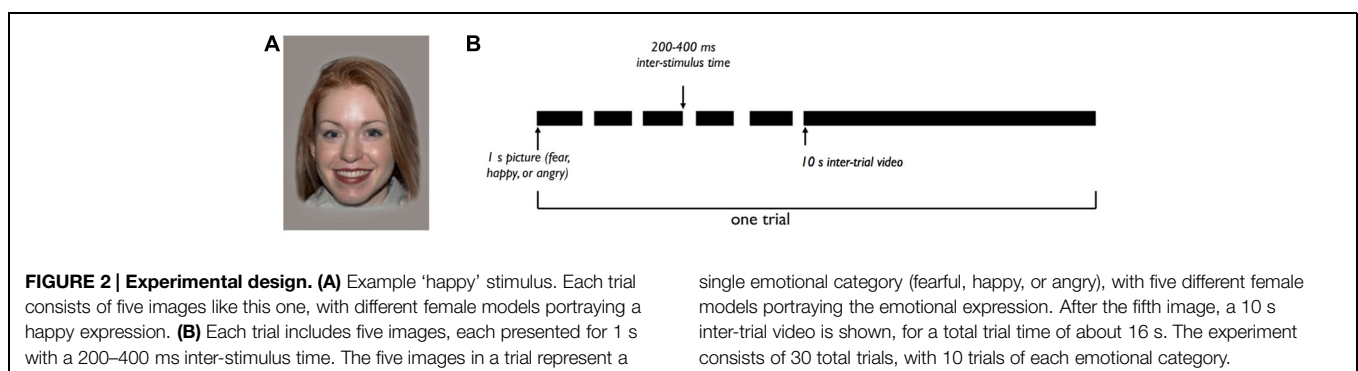 A
B
200-400 ms
inter-stimulus time
1 s picture (fear,
happy, or angry)
10 s inter-trial video
one trial
FIGURE 2 | Experimental design. (A) Example ‘happy’ stimulus. Each trial
consists of five images like this one, with different female models portraying a
happy expression. (B) Each trial includes five images, each presented for 1 s
with a 200–400 ms inter-stimulus time. The five images in a trial represent a
single emotional category (fearful, happy, or angry), with five different female
models portraying the emotional expression. After the fifth image, a 10 s
inter-trial video is shown, for a total trial time of about 16 s. The experiment
consists of 30 total trials, with 10 trials of each emotional category.